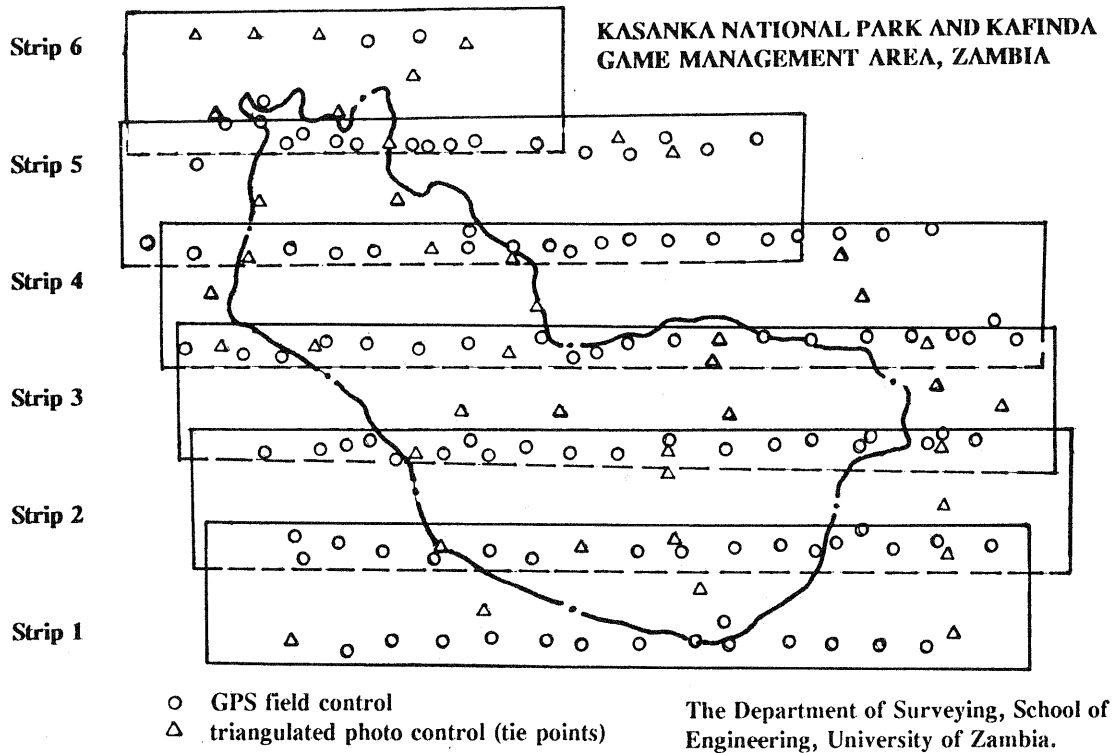 KASANKA NATIONAL PARK AND KAFINDA
GAME MANAGEMENT AREA, ZAMBIA
Strip 6
Strip 5
Strip 4
Strip 3
Strip 2
Strip 1
GPS field control
triangulated photo control (tie points)
The Department of Surveying, School of
Engineering, University of Zambia.